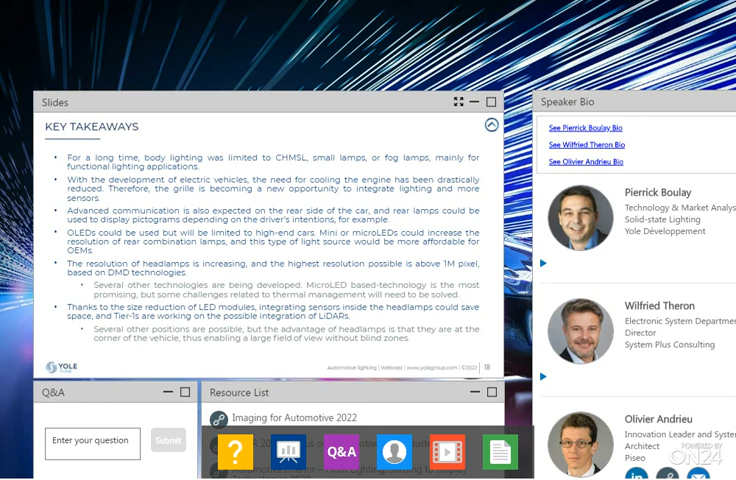 Slides
KEY TAKEAWAYS
• For a long time, body lighting was limited to CHMSL, small lamps, or fog lamps, mainly for
functional lighting applications.
• With the development of electric vehicles, the need for cooling the engine has been drastically
reduced. Therefore, the grille is becoming a new opportunity to integrate lighting and more
sensors.
• Advanced communication is also expected on the rear side of the car, and rear lamps could be
used to display pictograms depending on the driver's intentions, for example.
• OLEDs could be used but will be limited to high-end cars. Mini or microLEDs could increase the
resolution of rear combination lamps, and this type of light source would be more affordable for
OEMs.
• The resolution of headlamps is increasing, and the highest resolution possible is above 1M pixel,
based on DMD technologies.
• Several other technologies are being developed. MicroLED based-technology is the most
promising, but some challenges related to thermal management will need to be solved.
• Thanks to the size reduction of LED modules, integrating sensors inside the headlamps could save
space, and Tier-1s are working on the possible integration of LiDARs.
• Several other positions are possible, but the advantage of headlamps is that they are at the
corner of the vehicle, thus enabling a large field of view without blind zones.
YOLE
Automotive lighting | Webcast | www.yolegroup.com | ©2022 | 18
Speaker Bio
See Pierrick Boulay Bio
See Wilfried Theron Bio
See Olivier Andrieu Bio
Pierrick Boulay
Technology & Market Analys
Solid-state Lighting
Yole Développement
Wilfried Theron
Electronic System Departme
Director
System Plus Consulting
Olivier Andrieu
Innovation Leader and Syste
Architect
Piseo
POWERED BY
ON24
Q&A
Enter your question
Submit
Resource List
Imaging for Automotive 2022
Q&A